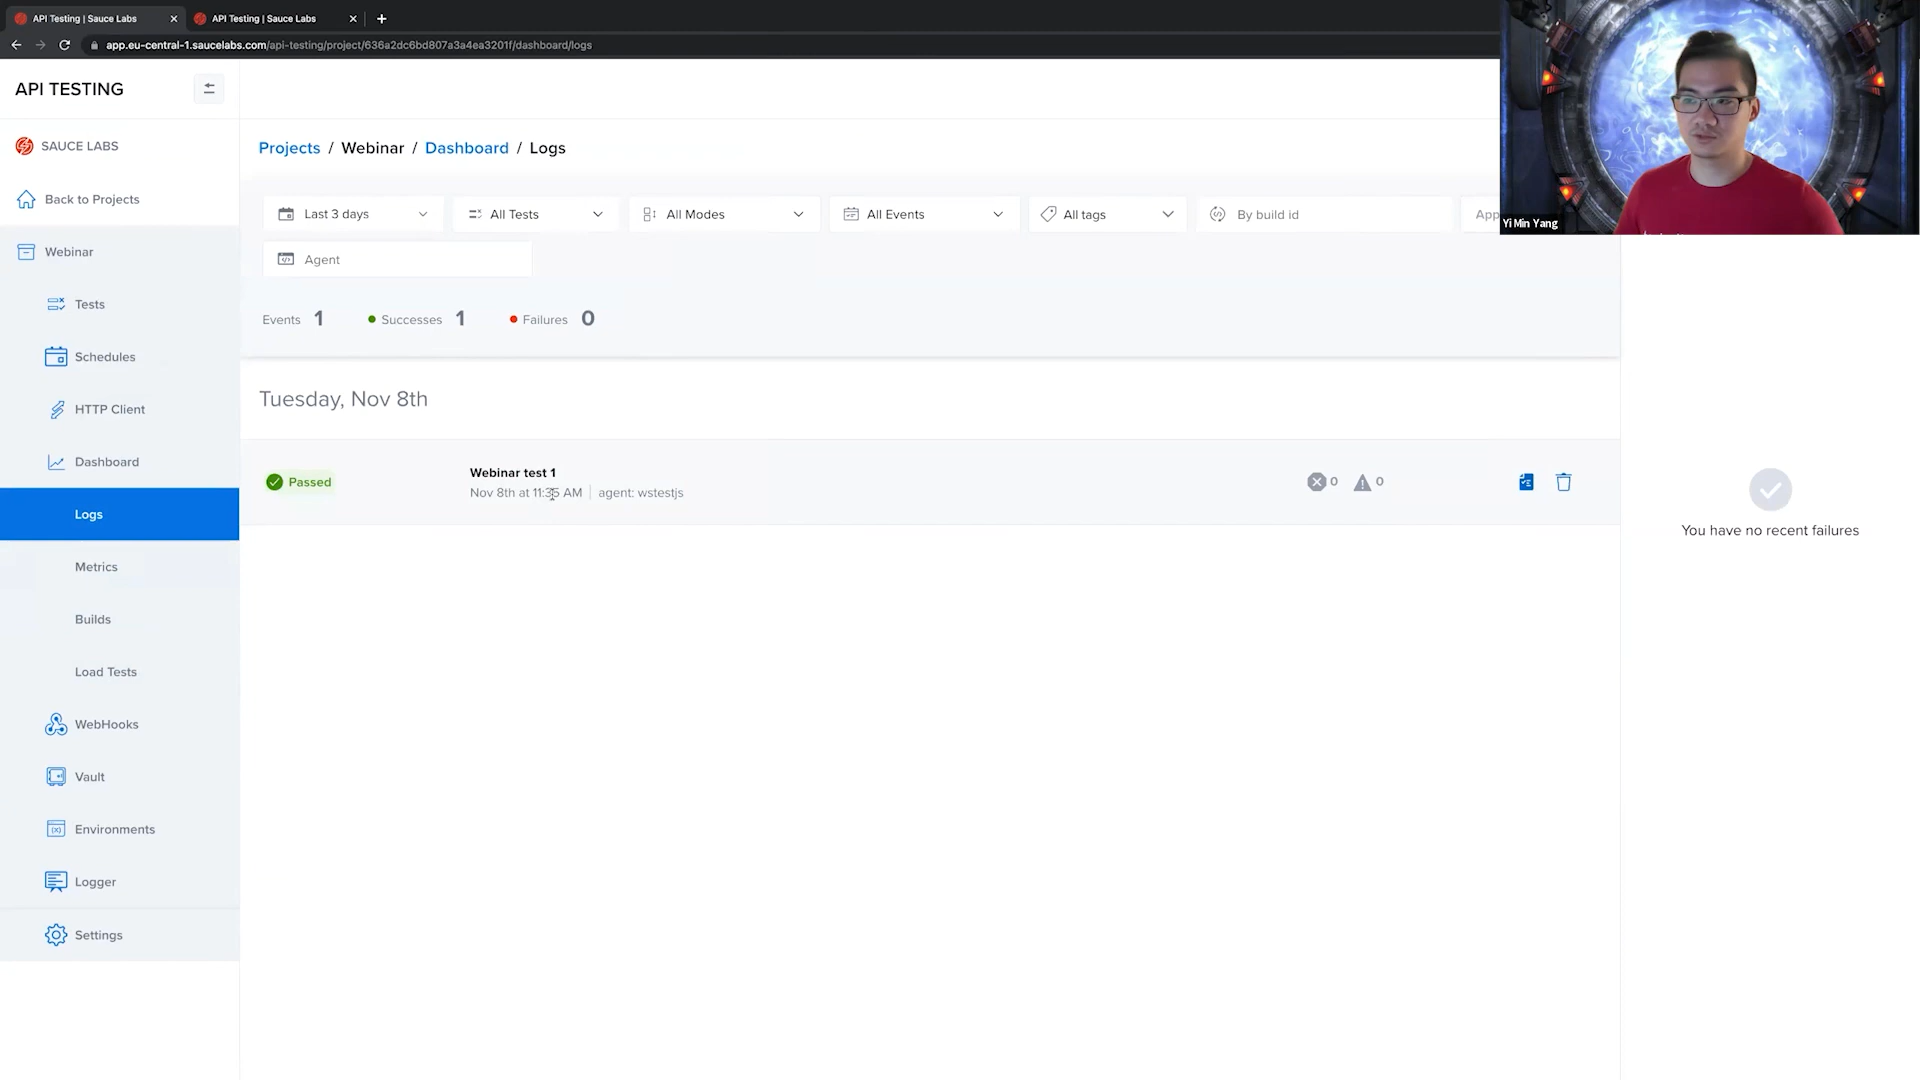 API Testing | Sauce Labs
API Testing | Sauce Labs
app.eu-central-1.saucelabs.com/api-testing/project/636a2dc6bd807a3a4ea3201f/dashboard/logs
API TESTING
SAUCE LABS
Back to Projects
Webinar
Tests
Schedules
HTTP Client
Dashboard
Logs
Metrics
Builds
Load Tests
WebHooks
Vault
Environments
Logger
Settings
Projects / Webinar / Dashboard / Logs
Last 3 days
All Tests
All Modes
All Events
All tags
By build id
App
Agent
Events 1 Successes 1 Failures 0
Tuesday, Nov 8th
Passed
Webinar test 1
Nov 8th at 11:35 AM | agent: wstestjs
0 0
You have no recent failures
Yi Min Yang